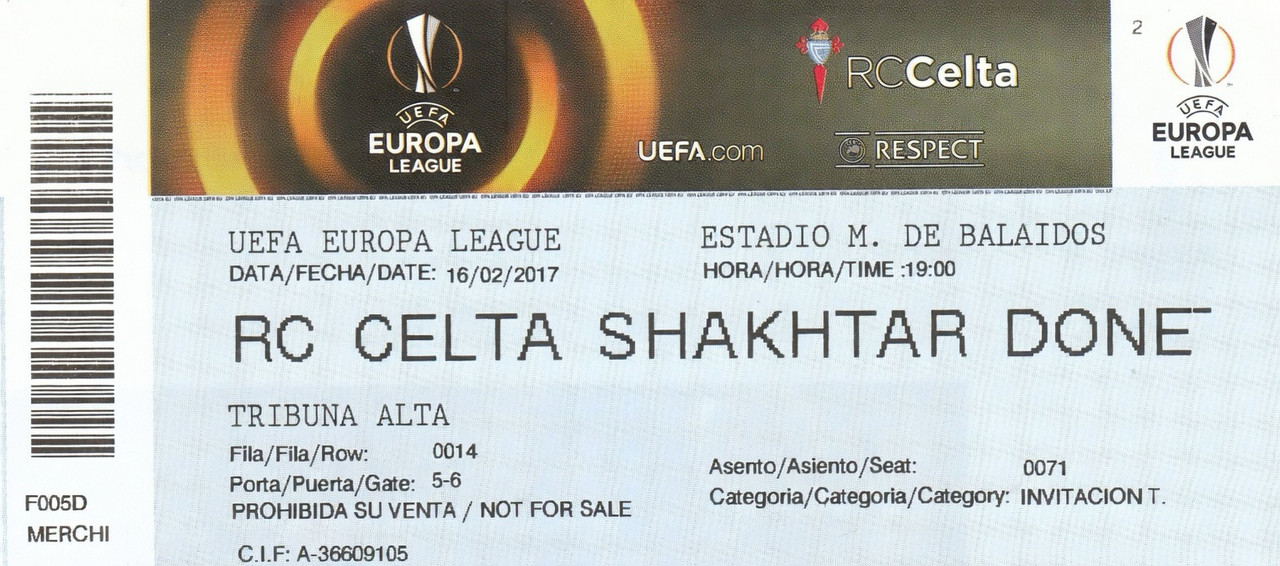 UEFA
EUROPA
LEAGUE
RCCelta
UEFA.com
RESPECT
2
UEFA
EUROPA
LEAGUE
UEFA EUROPA LEAGUE
ESTADIO M. DE BALAIDOS
DATA/FECHA/DATE: 16/02/2017
HORA/HORA/TIME :19:00
RC CELTA SHAKHTAR DONE
TRIBUNA ALTA
Fila/Fila/Row: 0014
Asento/Asiento/Seat: 0071
Porta/Puerta/Gate: 5-6
Categoria/Categoria/Category: INVITACION T.
PROHIBIDA SU VENTA / NOT FOR SALE
C.I.F: A-36609105
F005D
MERCHI